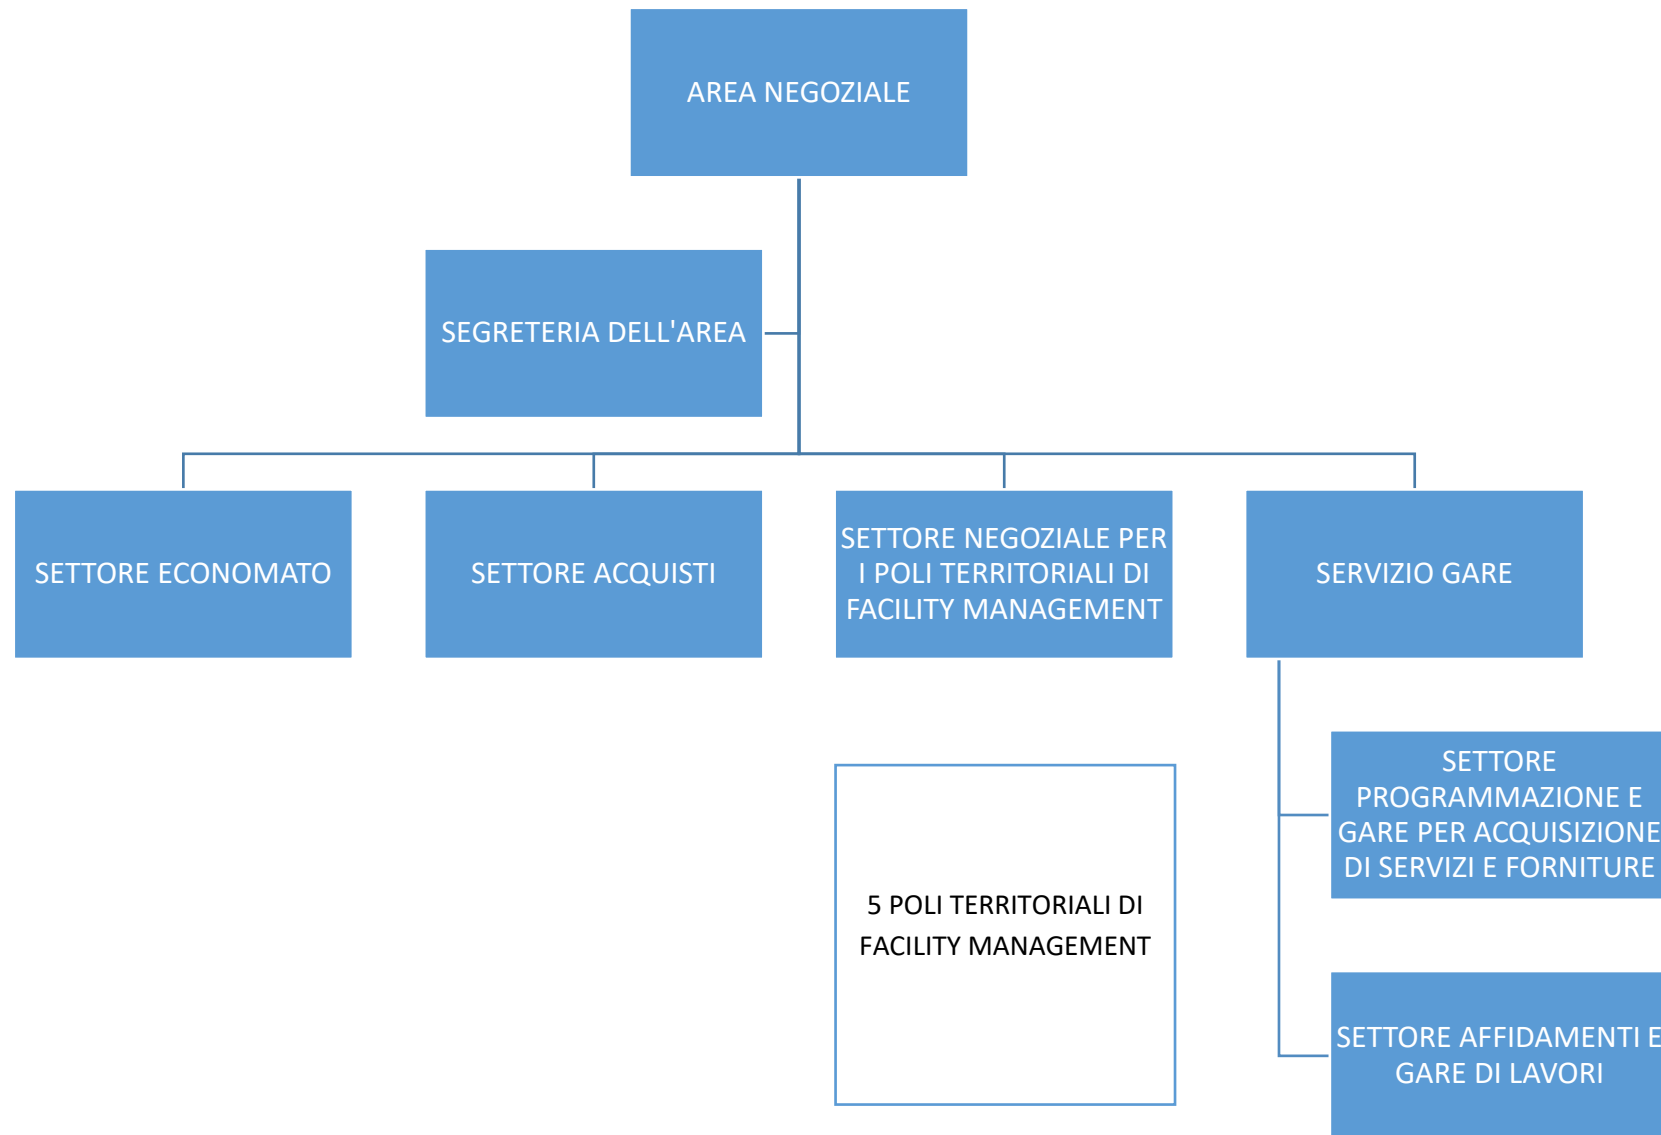 AREA NEGOZIALE
SEGRETERIA DELL'AREA
SETTORE ECONOMATO
SETTORE ACQUISTI
SETTORE NEGOZIALE PER
I POLI TERRITORIALI DI
FACILITY MANAGEMENT
SERVIZIO GARE
5 POLI TERRITORIALI DI
FACILITY MANAGEMENT
SETTORE
PROGRAMMAZIONE E
GARE PER ACQUISIZIONE
DI SERVIZI E FORNITURE
SETTORE AFFIDAMENTI E
GARE DI LAVORI